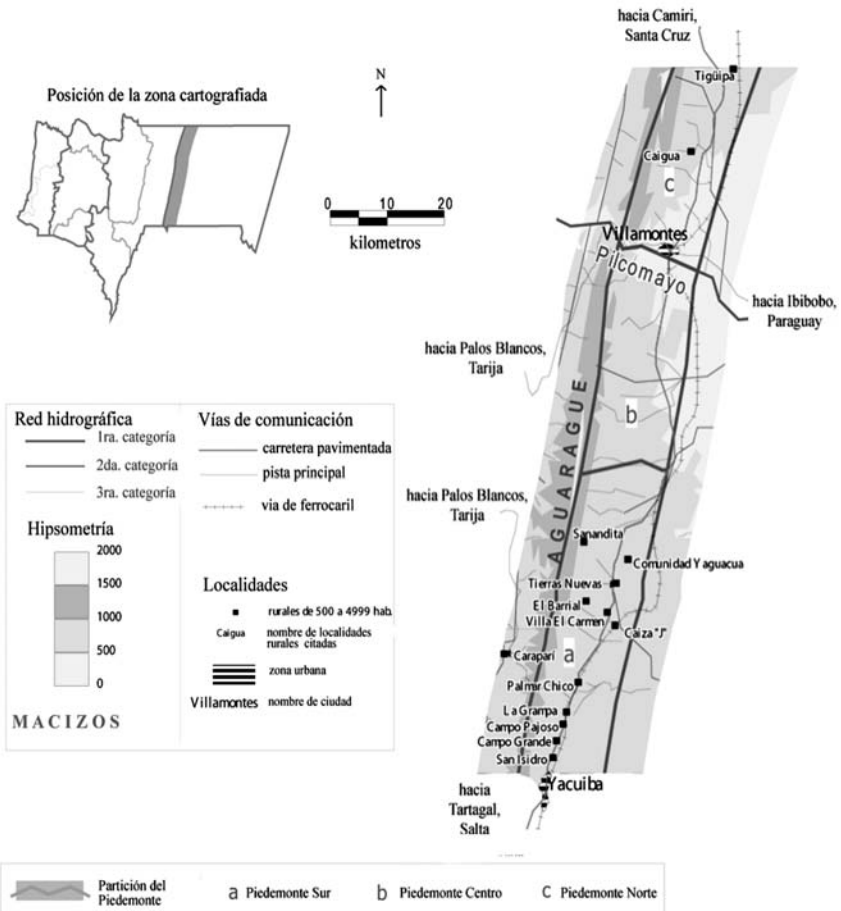 hacia Camiri,
Santa Cruz
N
Posición de la zona cartografiada
Tigüipa
Caigua
c
0 10 20
kilometros
Villamontes
Pilcomayo
hacia Ibibobo,
Paraguay
hacia Palos Blancos,
Tarija
b
AGUARAGUE
Red hidrográfica
1ra. categoría
2da. categoría
3ra. categoría
Hipsometría
2000
1500
1000
500
0
MACIZOS
Vías de comunicación
carretera pavimentada
pista principal
via de ferrocaril
Localidades
rurales de 500 a 4999 hab.
Caigua nombre de localidades
rurales citadas
zona urbana
Villamontes nombre de ciudad
hacia Palos Blancos,
Tarija
Sanandita
Comunidad Yaguacua
Tierras Nuevas
El Barrial
Villa El Carmen
Caiza "J"
a
Caraparí
Palmir Chico
La Grampa
Campo Pajoso
Campo Grande
San Isidro
Yacuiba
hacia
Tartagal,
Salta
Partición del
Piedemonte
a Piedemonte Sur
b Piedemonte Centro
c Piedemonte Norte